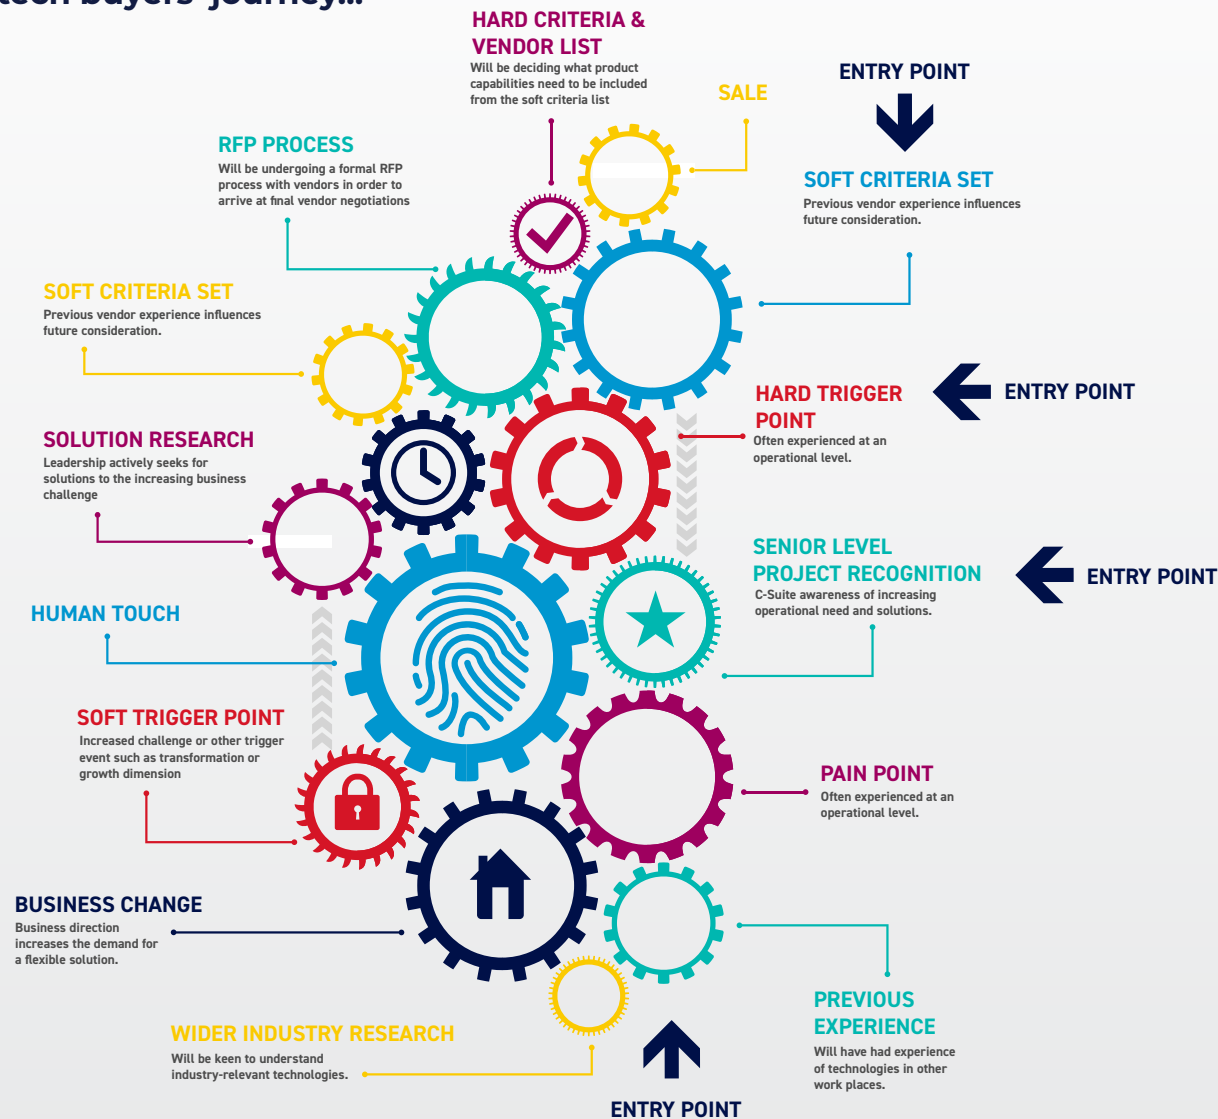 tech buyers' journey...
HARD CRITERIA &
VENDOR LIST
Will be deciding what product
capabilities need to be included
from the soft criteria list
SALE
ENTRY POINT
RFP PROCESS
Will be undergoing a formal RFP
process with vendors in order to
arrive at final vendor negotiations
SOFT CRITERIA SET
Previous vendor experience influences
future consideration.
SOFT CRITERIA SET
Previous vendor experience influences
future consideration.
HARD TRIGGER
POINT
Often experienced at an
operational level.
ENTRY POINT
SOLUTION RESEARCH
Leadership actively seeks for
solutions to the increasing business
challenge
SENIOR LEVEL
PROJECT RECOGNITION
C-Suite awareness of increasing
operational need and solutions.
ENTRY POINT
HUMAN TOUCH
SOFT TRIGGER POINT
Increased challenge or other trigger
event such as transformation or
growth dimension
PAIN POINT
Often experienced at an
operational level.
BUSINESS CHANGE
Business direction
increases the demand for
a flexible solution.
PREVIOUS
EXPERIENCE
Will have had experience
of technologies in other
work places.
WIDER INDUSTRY RESEARCH
Will be keen to understand
industry-relevant technologies.
ENTRY POINT